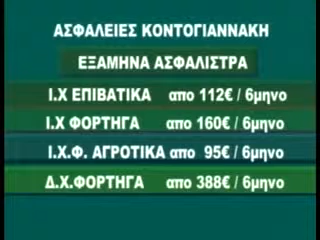 ΑΣΦΑΛΕΙΕΣ ΚΟΝΤΟΓΙΑΝΝΑΚΗ
ΕΞΑΜΗΝΑ ΑΣΦΑΛΙΣΤΡΑ
Ι.Χ ΕΠΙΒΑΤΙΚΑ απο 112€ / 6μηνο
Ι.Χ ΦΟΡΤΗΓΑ απο 160€ / 6μηνο
Ι.Χ.Φ. ΑΓΡΟΤΙΚΑ απο 95€ / 6μηνο
Δ.Χ.ΦΟΡΤΗΓΑ απο 388€ / 6μηνο